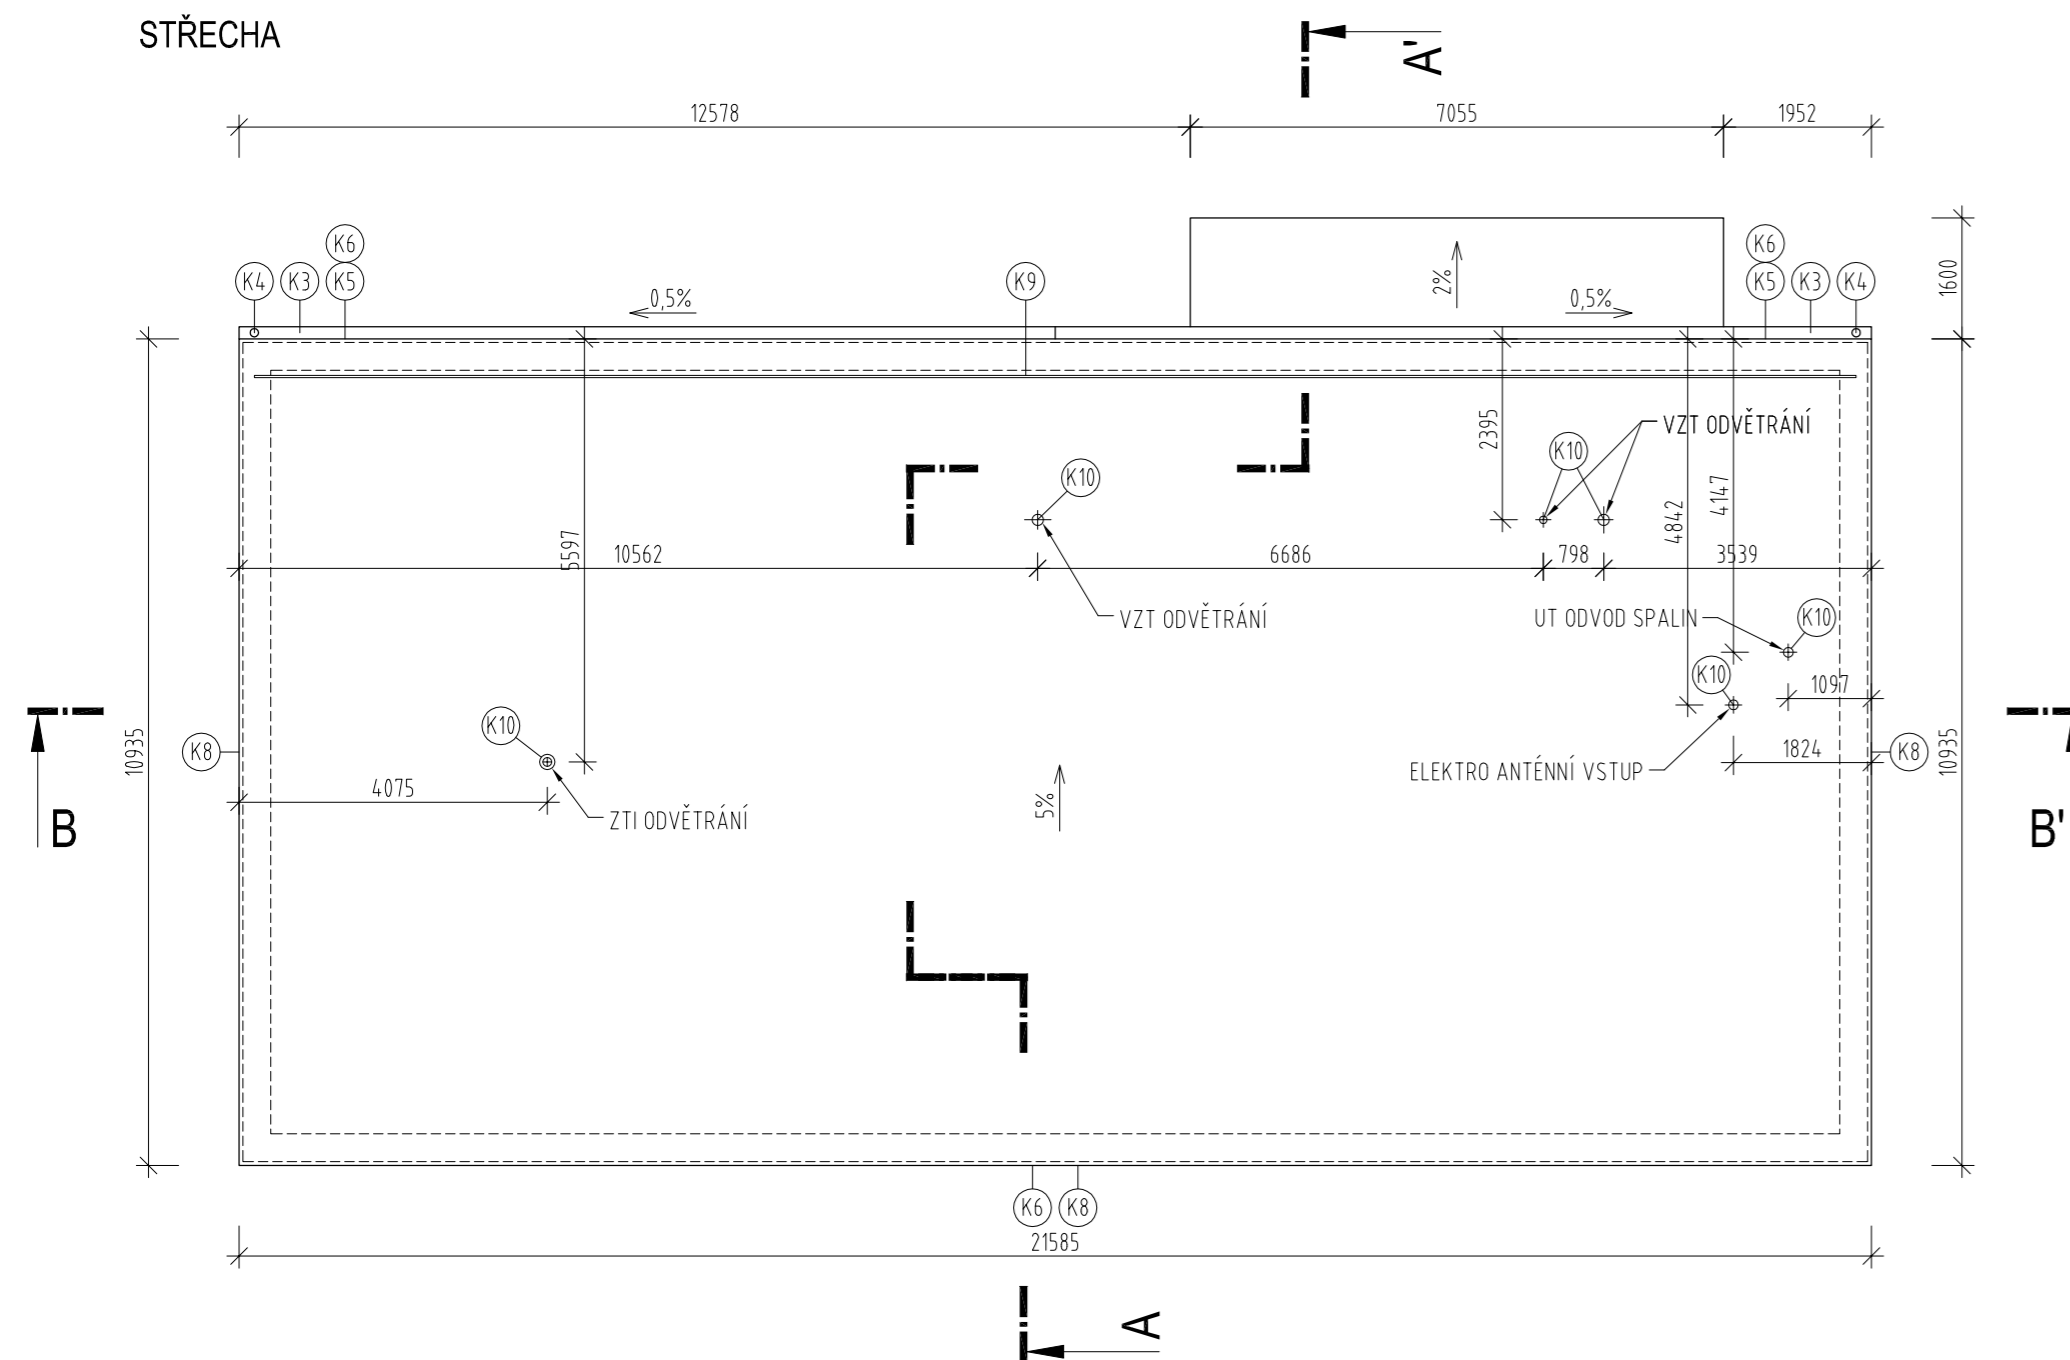 STŘECHA
A'
12578
7055
1952
K6
K6
K4
K3
K5
K9
2%
K5
K3
K4
1600
0,5%
0,5%
2395
VZT ODVĚTRÁNÍ
K10
K10
4147
4842
5597
10562
6686
798
3539
VZT ODVĚTRÁNÍ
UT ODVOD SPALIN
K10
K10
1097
K10
10935
K8
1824
K8
10935
ELEKTRO ANTÉNNÍ VSTUP
4075
5%
ZTI ODVĚTRÁNÍ
B
B'
K6
K8
21585
A